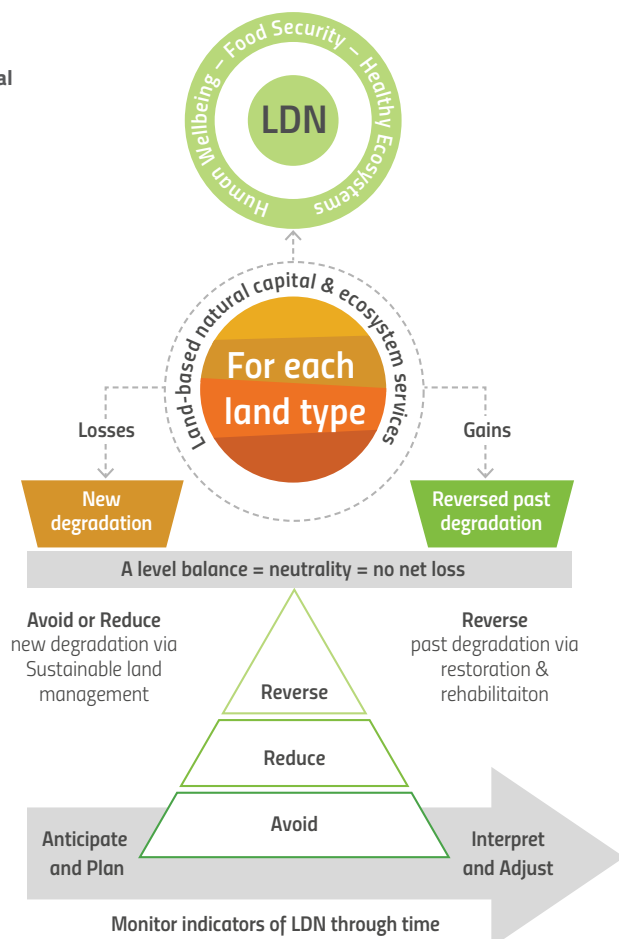 al
Human Wellbeing – Food Security – Healthy Ecosystems
LDN
Land-based natural capital & ecosystem services
For each
land type
Losses
Gains
New
degradation
Reversed past
degradation
A level balance = neutrality = no net loss
Avoid or Reduce
new degradation via
Sustainable land
management
Reverse
past degradation via
restoration &
rehabilitaiton
Reverse
Reduce
Avoid
Anticipate
and Plan
Interpret
and Adjust
Monitor indicators of LDN through time